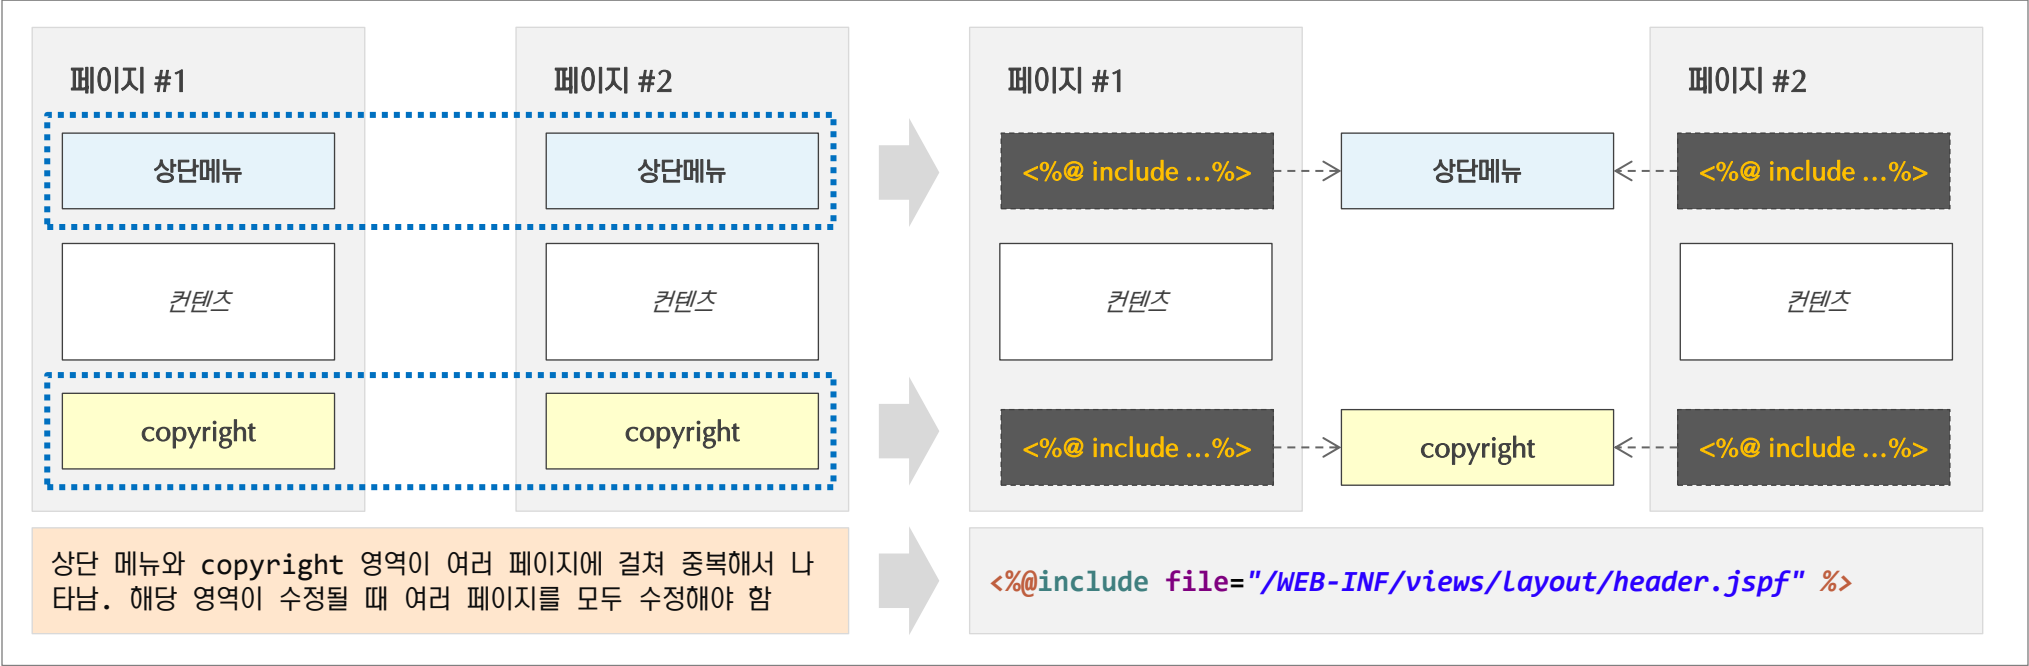 페이지 #1
페이지 #2
상단메뉴
상단메뉴
컨텐츠
컨텐츠
copyright
copyright
상단 메뉴와 copyright 영역이 여러 페이지에 걸쳐 중복해서 나
타남. 해당 영역이 수정될 때 여러 페이지를 모두 수정해야 함
페이지 #1
페이지 #2
<%@ include ...%>
상단메뉴
<%@ include ...%>
컨텐츠
컨텐츠
<%@ include ...%>
copyright
<%@ include ...%>
<%@include file="/WEB-INF/views/layout/header.jspf" %>